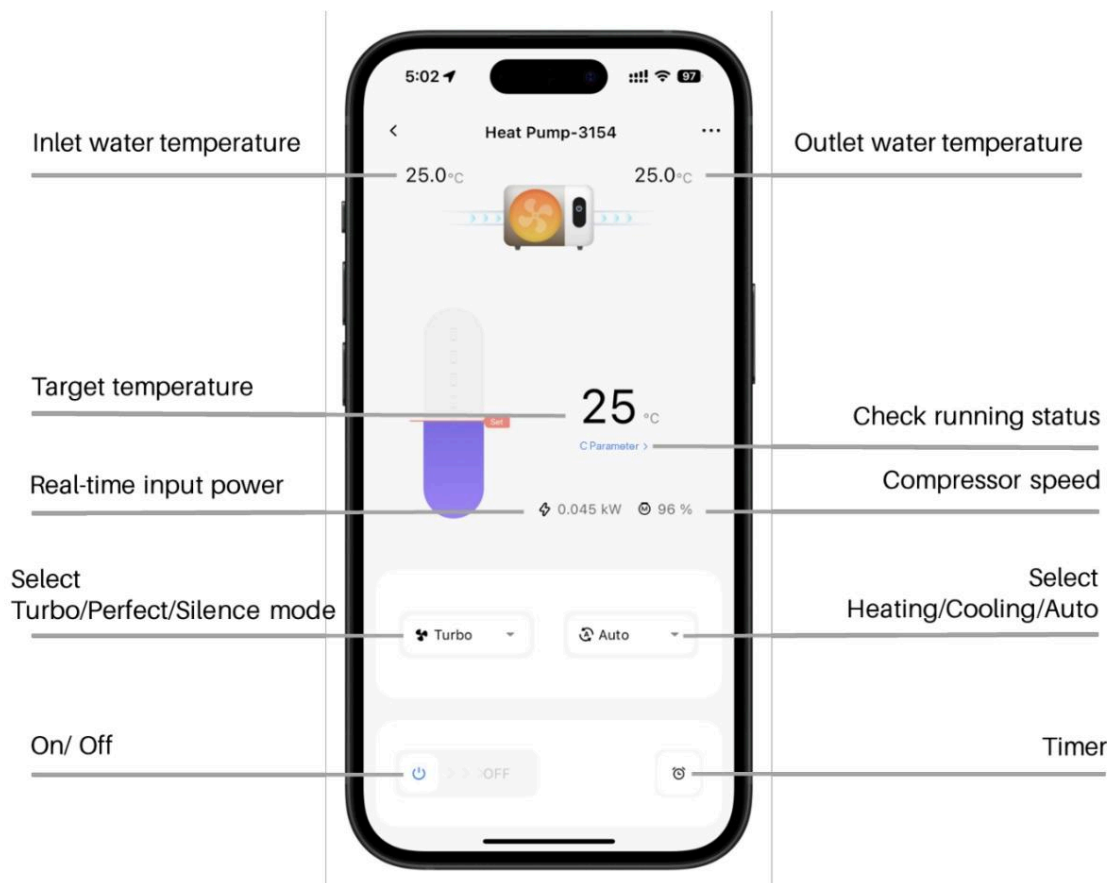 5:02
97
Heat Pump-3154
Inlet water temperature
Outlet water temperature
25.0°C
25.0°C
Target temperature
25 °C
Set
Check running status
C Parameter >
Real-time input power
Compressor speed
0.045 kW
96 %
Select
Turbo/Perfect/Silence mode
Select
Heating/Cooling/Auto
Turbo
Auto
On/ Off
Timer
OFF